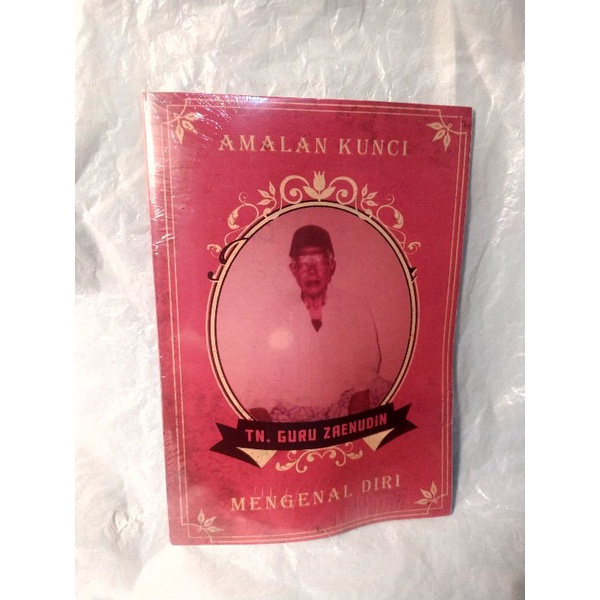 AMALAN KUNCI
TN. GURU ZAENUDIN
MENGENAL DIRI